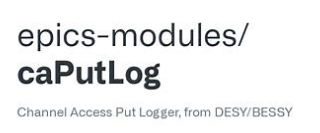 epics-modules/
caPutLog
Channel Access Put Logger, from DESY/BESSY